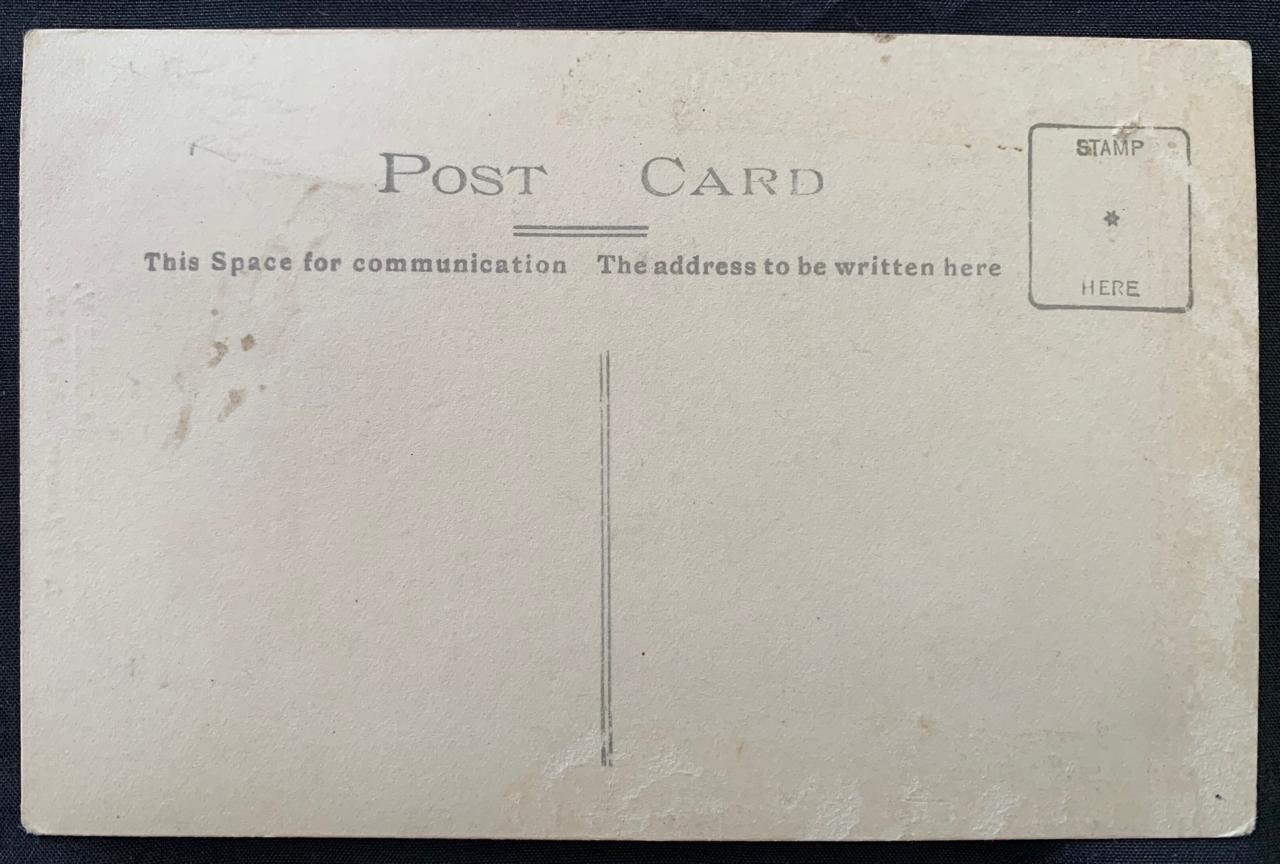 POST CARD
STAMP
*
HERE
This Space for communication
The address to be written here